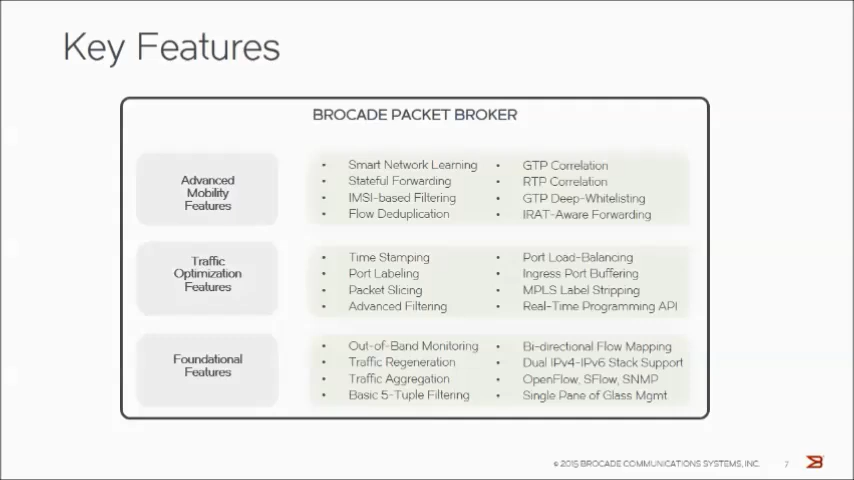 Key Features
BROCADE PACKET BROKER
Advanced
Mobility
Features
• Smart Network Learning
• Stateful Forwarding
• IMSI-based Filtering
• Flow Deduplication
• GTP Correlation
• RTP Correlation
• GTP Deep-Whitelisting
• IRAT-Aware Forwarding
Traffic
Optimization
Features
• Time Stamping
• Port Labeling
• Packet Slicing
• Advanced Filtering
• Port Load-Balancing
• Ingress Port Buffering
• MPLS Label Stripping
• Real-Time Programming API
Foundational
Features
• Out-of-Band Monitoring
• Traffic Regeneration
• Traffic Aggregation
• Basic 5-Tuple Filtering
• Bi-directional Flow Mapping
• Dual IPv4-IPv6 Stack Support
• OpenFlow, SFlow, SNMP
• Single Pane of Glass Mgmt
© 2015 BROCADE COMMUNICATIONS SYSTEMS, INC. 7